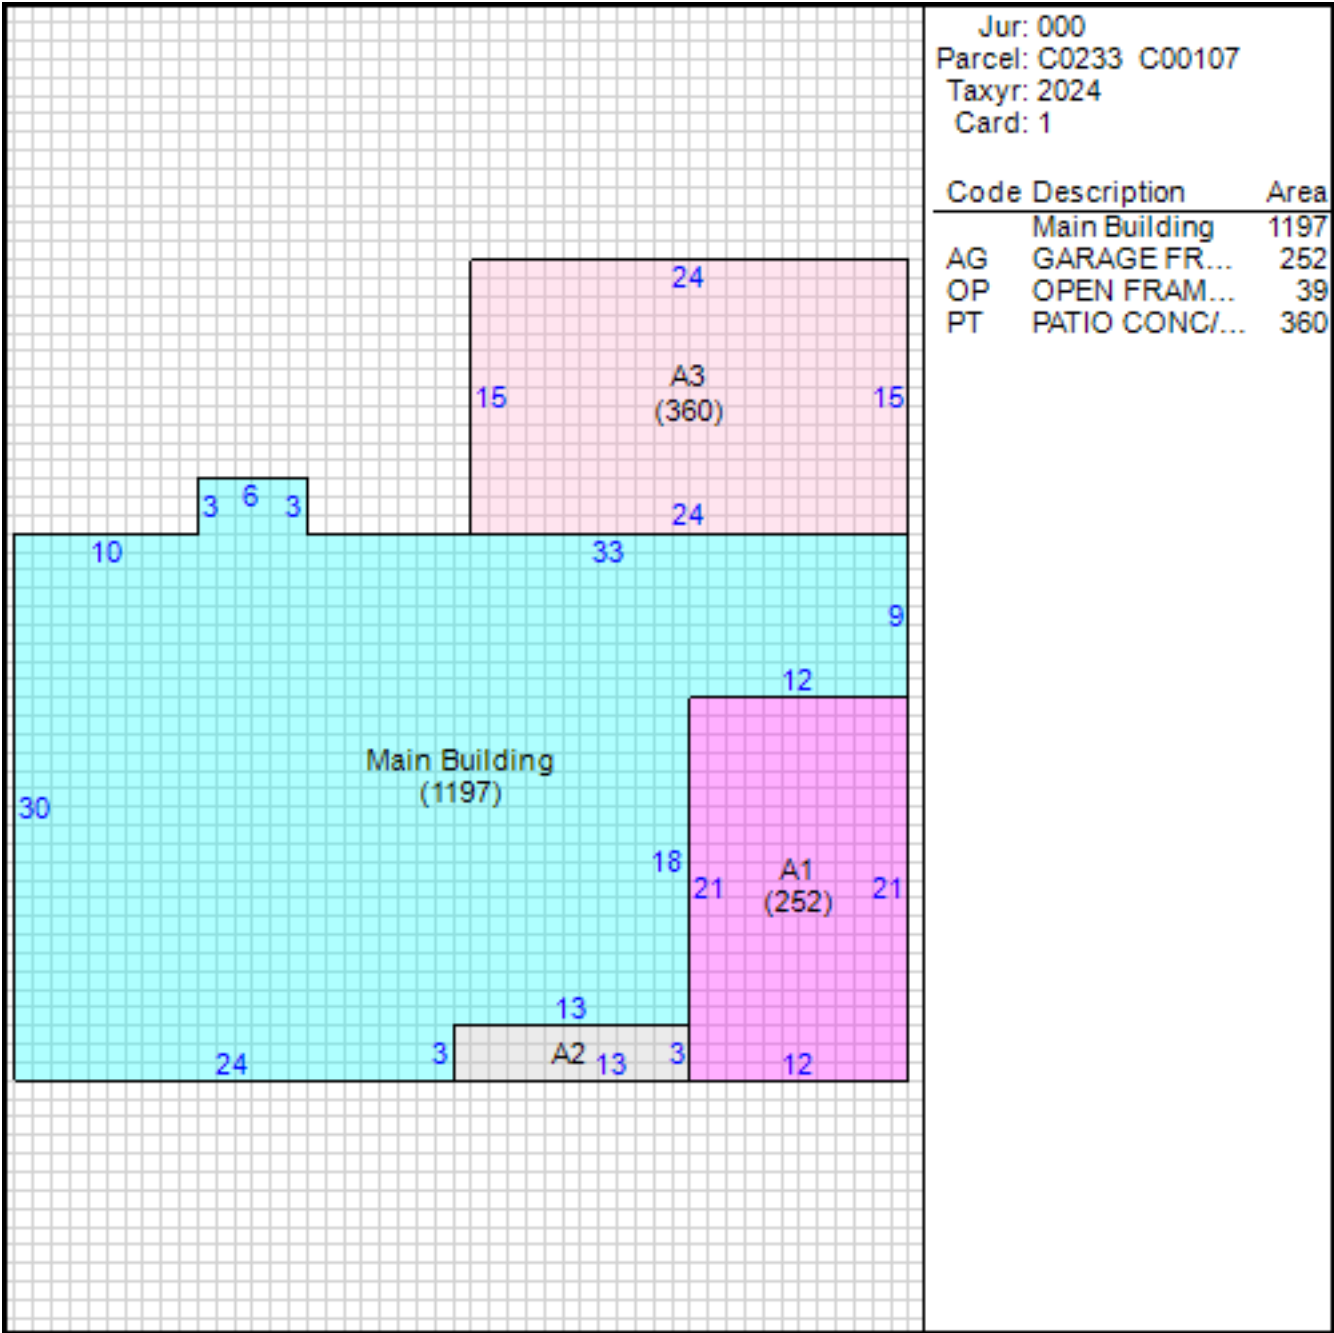 Jur: 000
Parcel: C0233 C00107
Taxyr: 2024
Card: 1
Code Description Area
Main Building 1197
AG GARAGE FR... 252
OP OPEN FRAM... 39
PT PATIO CONC/... 360
24
A3
15 (360) 15
24
3 6 3
10 33
9
12
Main Building
(1197)
30
18
A1
21 (252) 21
13
24 3 A2 13 3 12